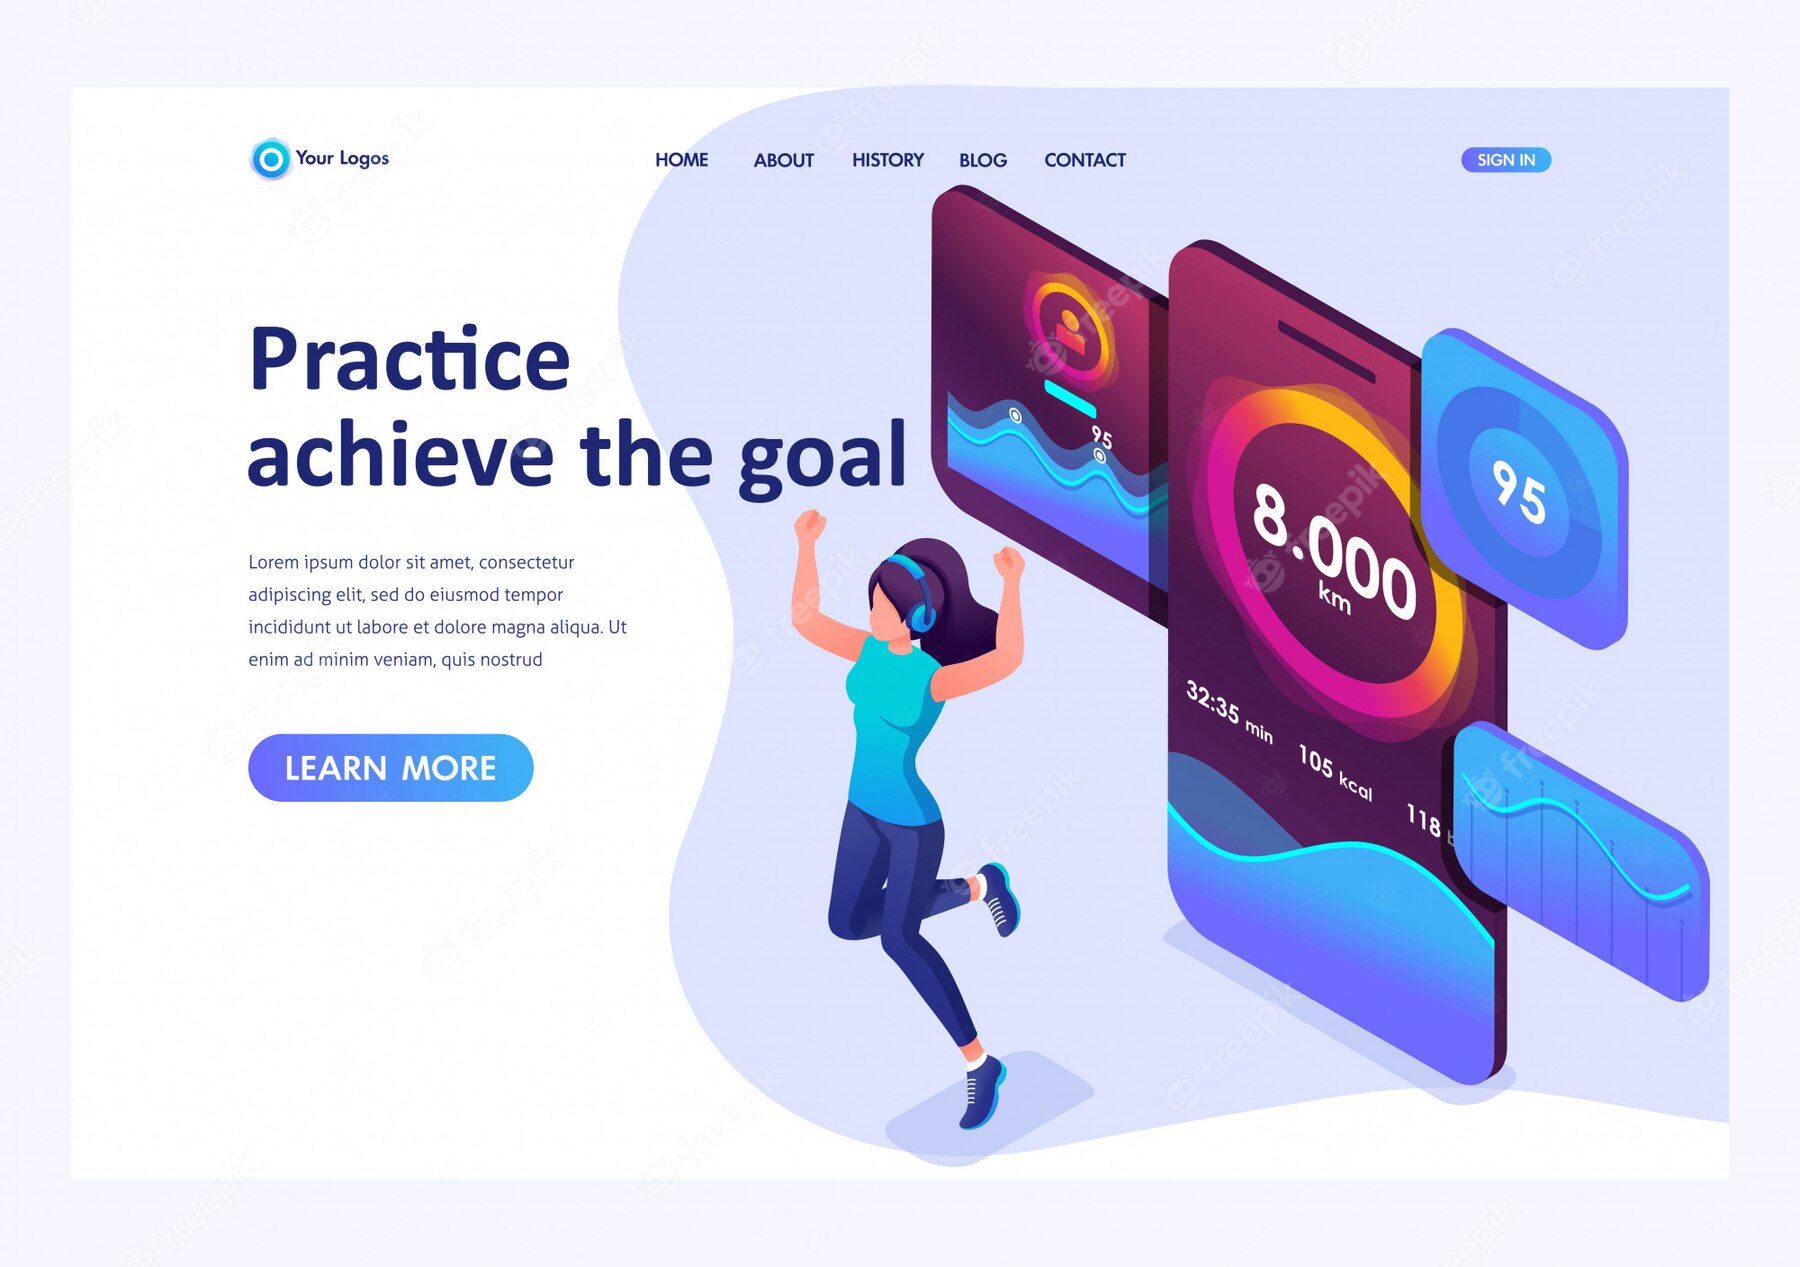 Your Logos
HOME
ABOUT
HISTORY
BLOG
CONTACT
SIGN IN
Practice
achieve the goal
Lorem ipsum dolor sit amet, consectetur
adipiscing elit, sed do eiusmod tempor
incididunt ut labore et dolore magna aliqua. Ut
enim ad minim veniam, quis nostrud
LEARN MORE
95
8.000
km
32:35 min
105 kcal
118
95
freepik